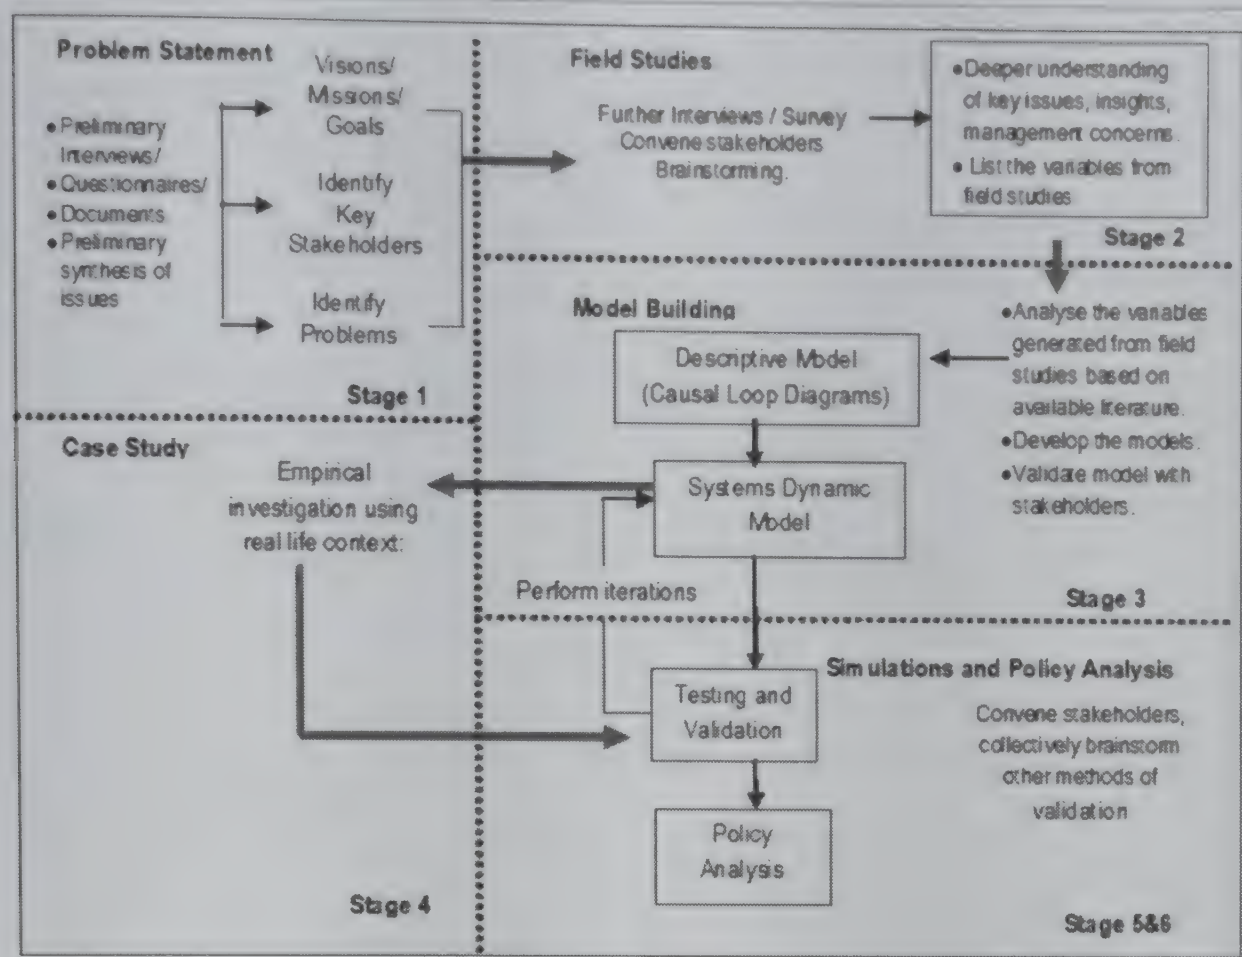 Problem Statement
• Preliminary
Interviews/
• Questionnaires/
• Documents
• Preliminary
synthesis of
issues
Visions/
Missions/
Goals
Identify
Key
Stakeholders
Identify
Problems
Stage 1
Field Studies
Further Interviews / Survey
Convene stakeholders
Brainstorming.
• Deeper understanding
of key issues, insights,
management concerns.
• List the variables from
field studies
Stage 2
Model Building
Descriptive Model
(Causal Loop Diagrams)
Systems Dynamic
Model
• Analyse the variables
generated from field
studies based on
available literature.
• Develop the models.
• Validate model with
stakeholders.
Perform iterations
Stage 3
Case Study
Empirical
investigation using
real life context:
Stage 4
Simulations and Policy Analysis
Testing and
Validation
Policy
Analysis
Convene stakeholders,
collectively brainstorm
other methods of
validation
Stage 5&6